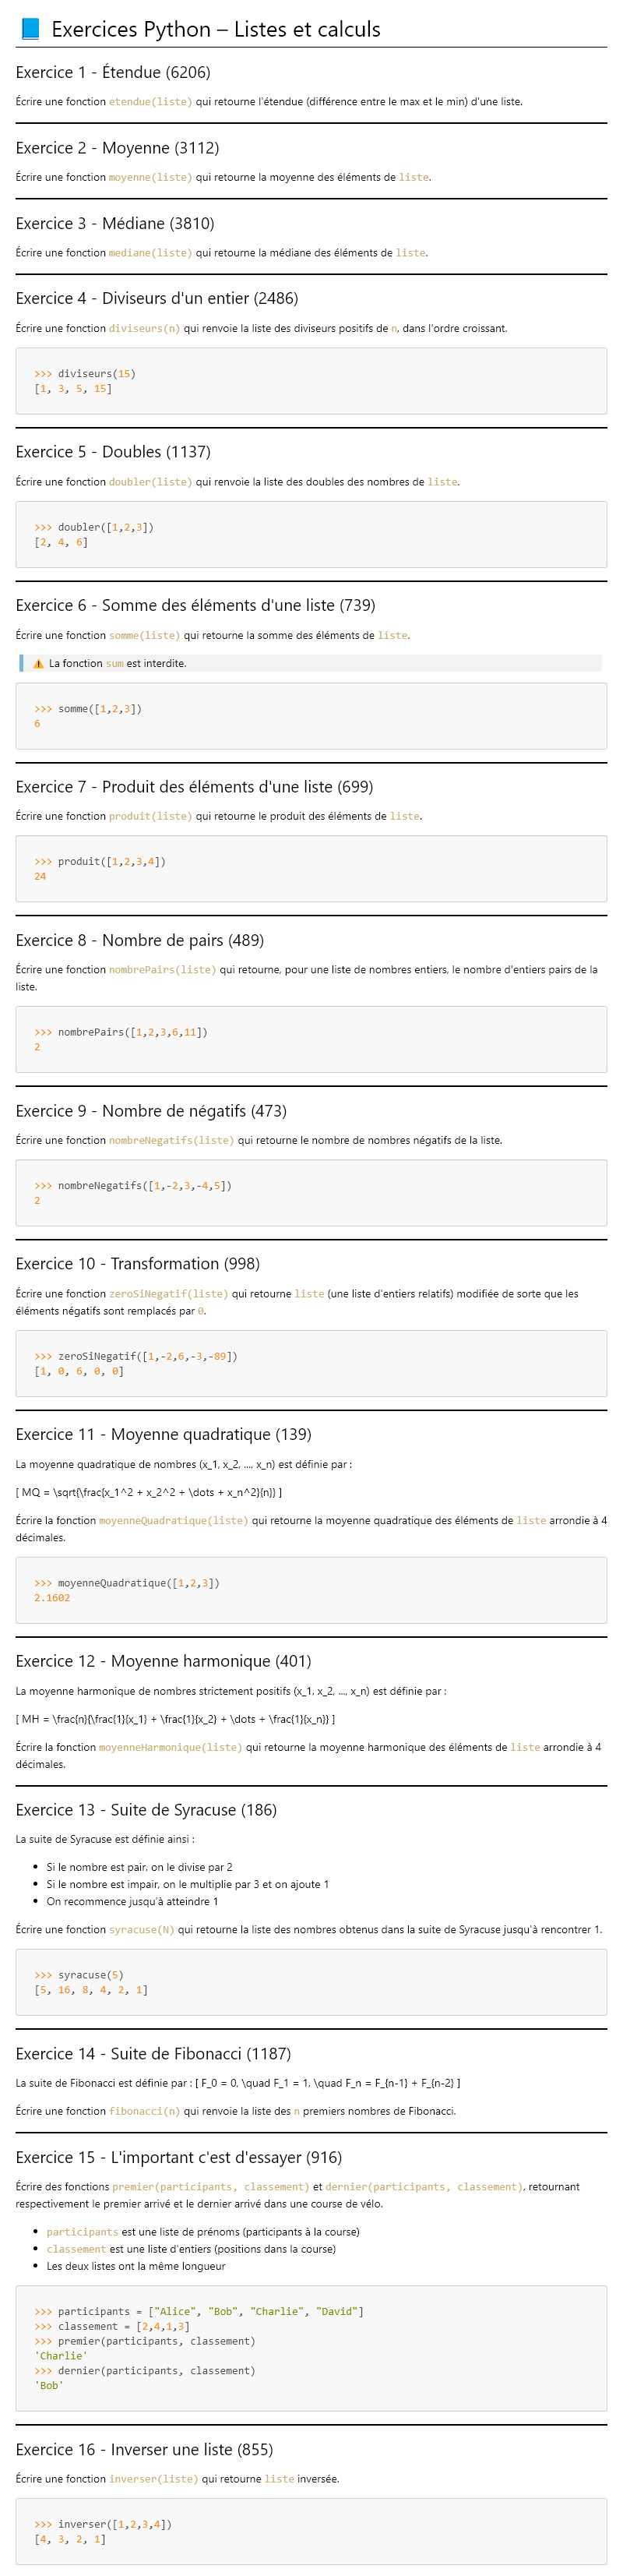 📘 Exercices Python – Listes et calculs
Exercice 1 - Étendue (6206)
Écrire une fonction etendue(liste) qui retourne l'étendue (différence entre le max et le min) d'une liste.
Exercice 2 - Moyenne (3112)
Écrire une fonction moyenne(liste) qui retourne la moyenne des éléments de liste.
Exercice 3 - Médiane (3810)
Écrire une fonction mediane(liste) qui retourne la médiane des éléments de liste.
Exercice 4 - Diviseurs d'un entier (2486)
Écrire une fonction diviseurs(n) qui renvoie la liste des diviseurs positifs de n, dans l'ordre croissant.
>>> diviseurs(15)
[1, 3, 5, 15]
Exercice 5 - Doubles (1137)
Écrire une fonction doubler(liste) qui renvoie la liste des doubles des nombres de liste.
>>> doubler([1,2,3])
[2, 4, 6]
Exercice 6 - Somme des éléments d'une liste (739)
Écrire une fonction somme(liste) qui retourne la somme des éléments de liste.
⚠️ La fonction sum est interdite.
>>> somme([1,2,3])
6
Exercice 7 - Produit des éléments d'une liste (699)
Écrire une fonction produit(liste) qui retourne le produit des éléments de liste.
>>> produit([1,2,3,4])
24
Exercice 8 - Nombre de pairs (489)
Écrire une fonction nombrePairs(liste) qui retourne, pour une liste de nombres entiers, le nombre d'entiers pairs de la
liste.
>>> nombrePairs([1,2,3,6,11])
2
Exercice 9 - Nombre de négatifs (473)
Écrire une fonction nombreNegatifs(liste) qui retourne le nombre de nombres négatifs de la liste.
>>> nombreNegatifs([1,-2,3,-4,5])
2
Exercice 10 - Transformation (998)
Écrire une fonction zeroSiNegatif(liste) qui retourne liste (une liste d'entiers relatifs) modifiée de sorte que les
éléments négatifs sont remplacés par 0.
>>> zeroSiNegatif([1,-2,6,-3,-89])
[1, 0, 6, 0, 0]
Exercice 11 - Moyenne quadratique (139)
La moyenne quadratique de nombres (x_1, x_2, ..., x_n) est définie par :
[ MQ = \sqrt{\frac{x_1^2 + x_2^2 + \dots + x_n^2}{n}} ]
Écrire la fonction moyenneQuadratique(liste) qui retourne la moyenne quadratique des éléments de liste arrondie à 4
décimales.
>>> moyenneQuadratique([1,2,3])
2.1602
Exercice 12 - Moyenne harmonique (401)
La moyenne harmonique de nombres strictement positifs (x_1, x_2, ..., x_n) est définie par :
[ MH = \frac{n}{\frac{1}{x_1} + \frac{1}{x_2} + \dots + \frac{1}{x_n}} ]
Écrire la fonction moyenneHarmonique(liste) qui retourne la moyenne harmonique des éléments de liste arrondie à 4
décimales.
Exercice 13 - Suite de Syracuse (186)
La suite de Syracuse est définie ainsi :
• Si le nombre est pair, on le divise par 2
• Si le nombre est impair, on le multiplie par 3 et on ajoute 1
• On recommence jusqu'à atteindre 1
Écrire une fonction syracuse(N) qui retourne la liste des nombres obtenus dans la suite de Syracuse jusqu'à rencontrer 1.
>>> syracuse(5)
[5, 16, 8, 4, 2, 1]
Exercice 14 - Suite de Fibonacci (1187)
La suite de Fibonacci est définie par : [ F_0 = 0, \quad F_1 = 1, \quad F_n = F_{n-1} + F_{n-2} ]
Écrire une fonction fibonacci(n) qui renvoie la liste des n premiers nombres de Fibonacci.
Exercice 15 - L'important c'est d'essayer (916)
Écrire des fonctions premier(participants, classement) et dernier(participants, classement), retournant
respectivement le premier arrivé et le dernier arrivé dans une course de vélo.
• participants est une liste de prénoms (participants à la course)
• classement est une liste d'entiers (positions dans la course)
• Les deux listes ont la même longueur
>>> participants = ["Alice", "Bob", "Charlie", "David"]
>>> classement = [2,4,1,3]
>>> premier(participants, classement)
'Charlie'
>>> dernier(participants, classement)
'Bob'
Exercice 16 - Inverser une liste (855)
Écrire une fonction inverser(liste) qui retourne liste inversée.
>>> inverser([1,2,3,4])
[4, 3, 2, 1]